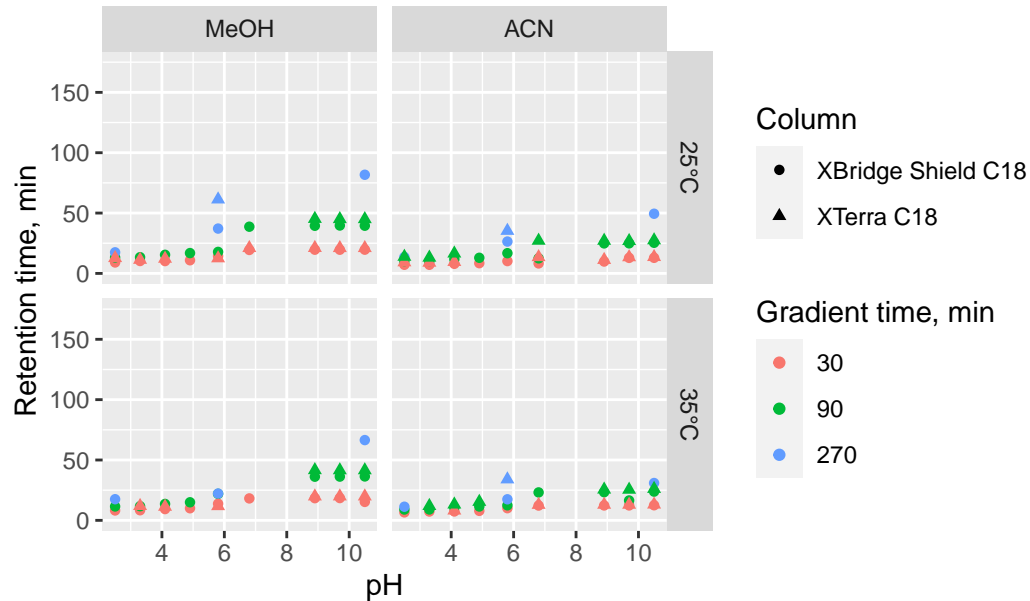 MeOH
ACN
150
100
50
0
25°C
150
100
50
0
35°C
Retention time, min
4 6 8 10 4 6 8 10
pH
Column
XBridge Shield C18
XTerra C18
Gradient time, min
30
90
270